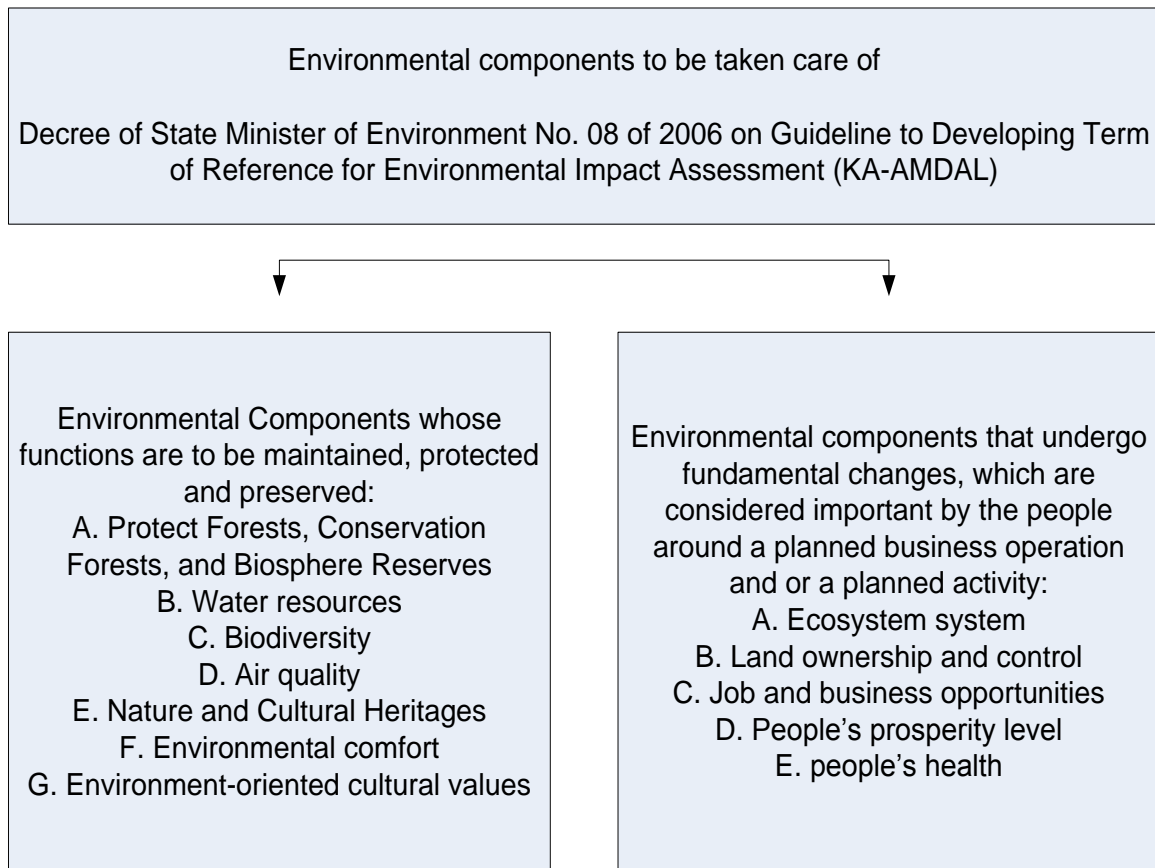 Environmental components to be taken care of
Decree of State Minister of Environment No. 08 of 2006 on Guideline to Developing Term
of Reference for Environmental Impact Assessment (KA-AMDAL)
Environmental Components whose
functions are to be maintained, protected
and preserved:
A. Protect Forests, Conservation
Forests, and Biosphere Reserves
B. Water resources
C. Biodiversity
D. Air quality
E. Nature and Cultural Heritages
F. Environmental comfort
G. Environment-oriented cultural values
Environmental components that undergo
fundamental changes, which are
considered important by the people
around a planned business operation
and or a planned activity:
A. Ecosystem system
B. Land ownership and control
C. Job and business opportunities
D. People’s prosperity level
E. people’s health